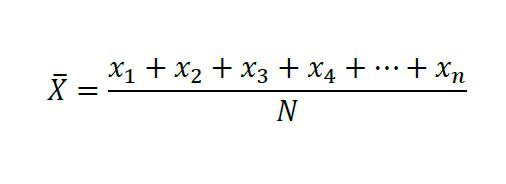 X̄ = x₁ + x₂ + x₃ + x₄ + ⋯ + xₙ
N